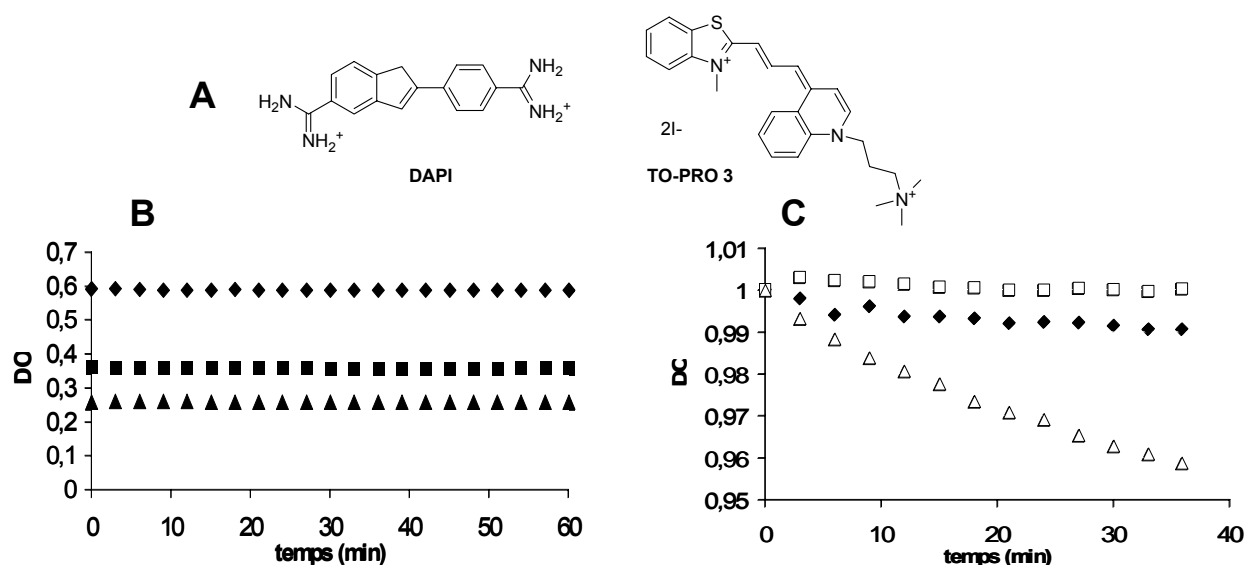 A
H₂N
NH₂⁺
NH₂
NH₂⁺
DAPI
S
N⁺
2I-
N
N⁺
TO-PRO 3
B
0,7
0,6
0,5
0,4
0,3
0,2
0,1
0
DO
0 10 20 30 40 50 60
temps (min)
C
1,01
1
0,99
0,98
0,97
0,96
0,95
DC
0 10 20 30 40
temps (min)